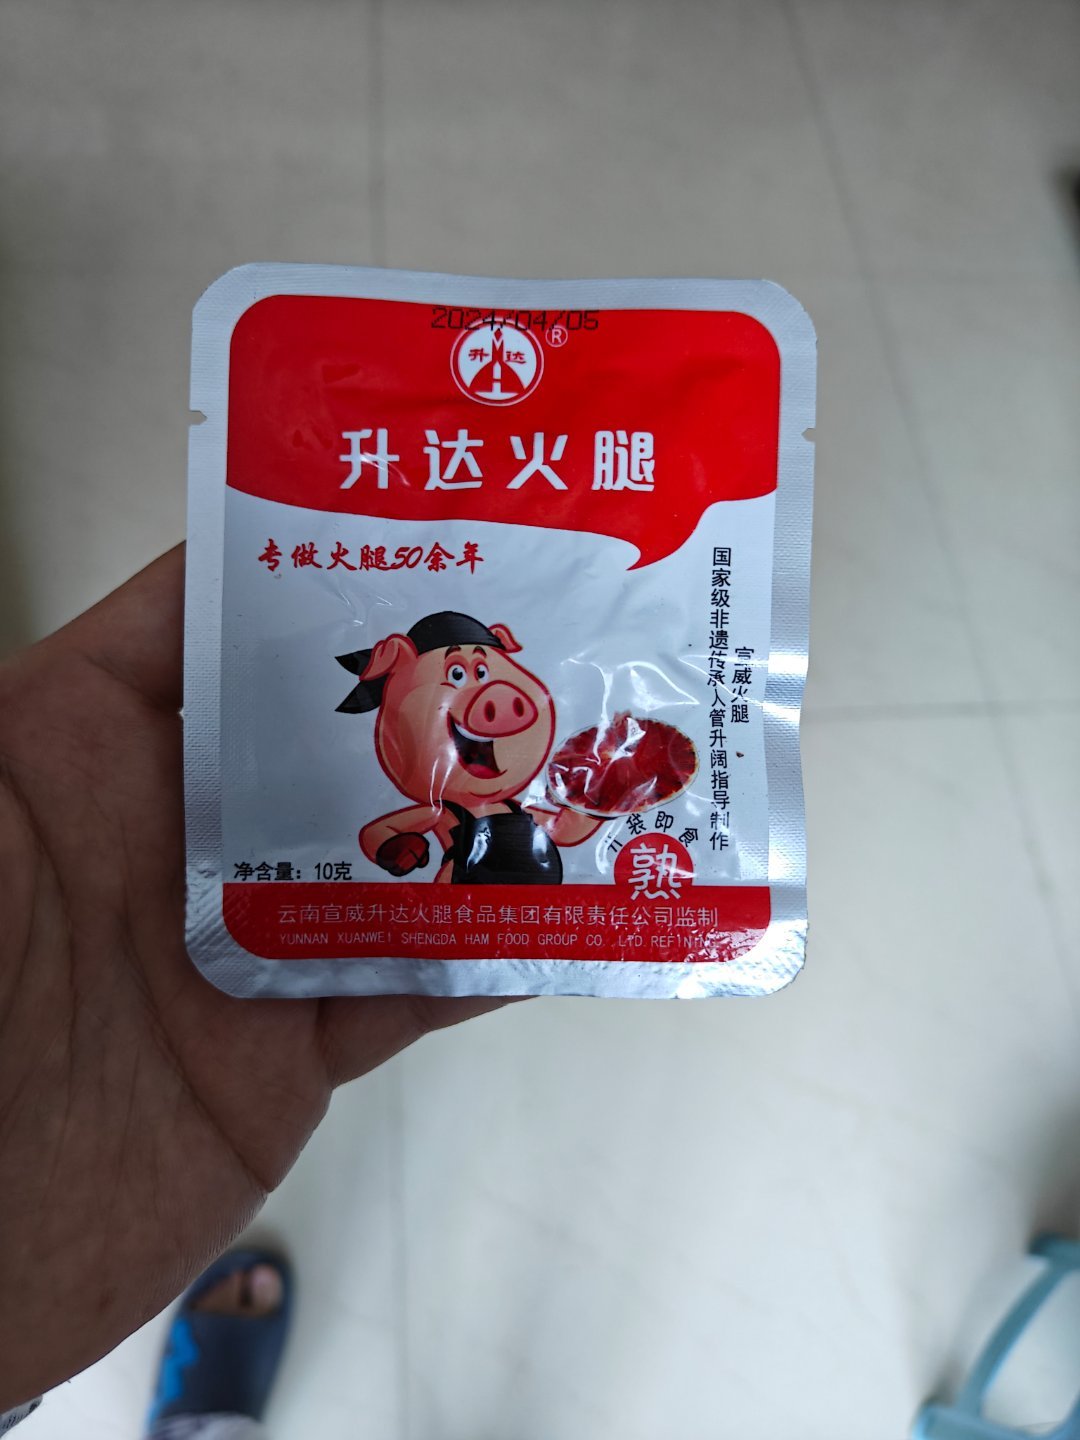 2024/04/05
升达
®
升达火腿
专做火腿50余年
宣威火腿
国家级非遗传承人管升阔指导制作
开袋即食
熟
净含量：10克
云南宣威升达火腿食品集团有限责任公司监制
YUNNAN XUANWEI SHENGDA HAM FOOD GROUP CO. LTD. REFINING